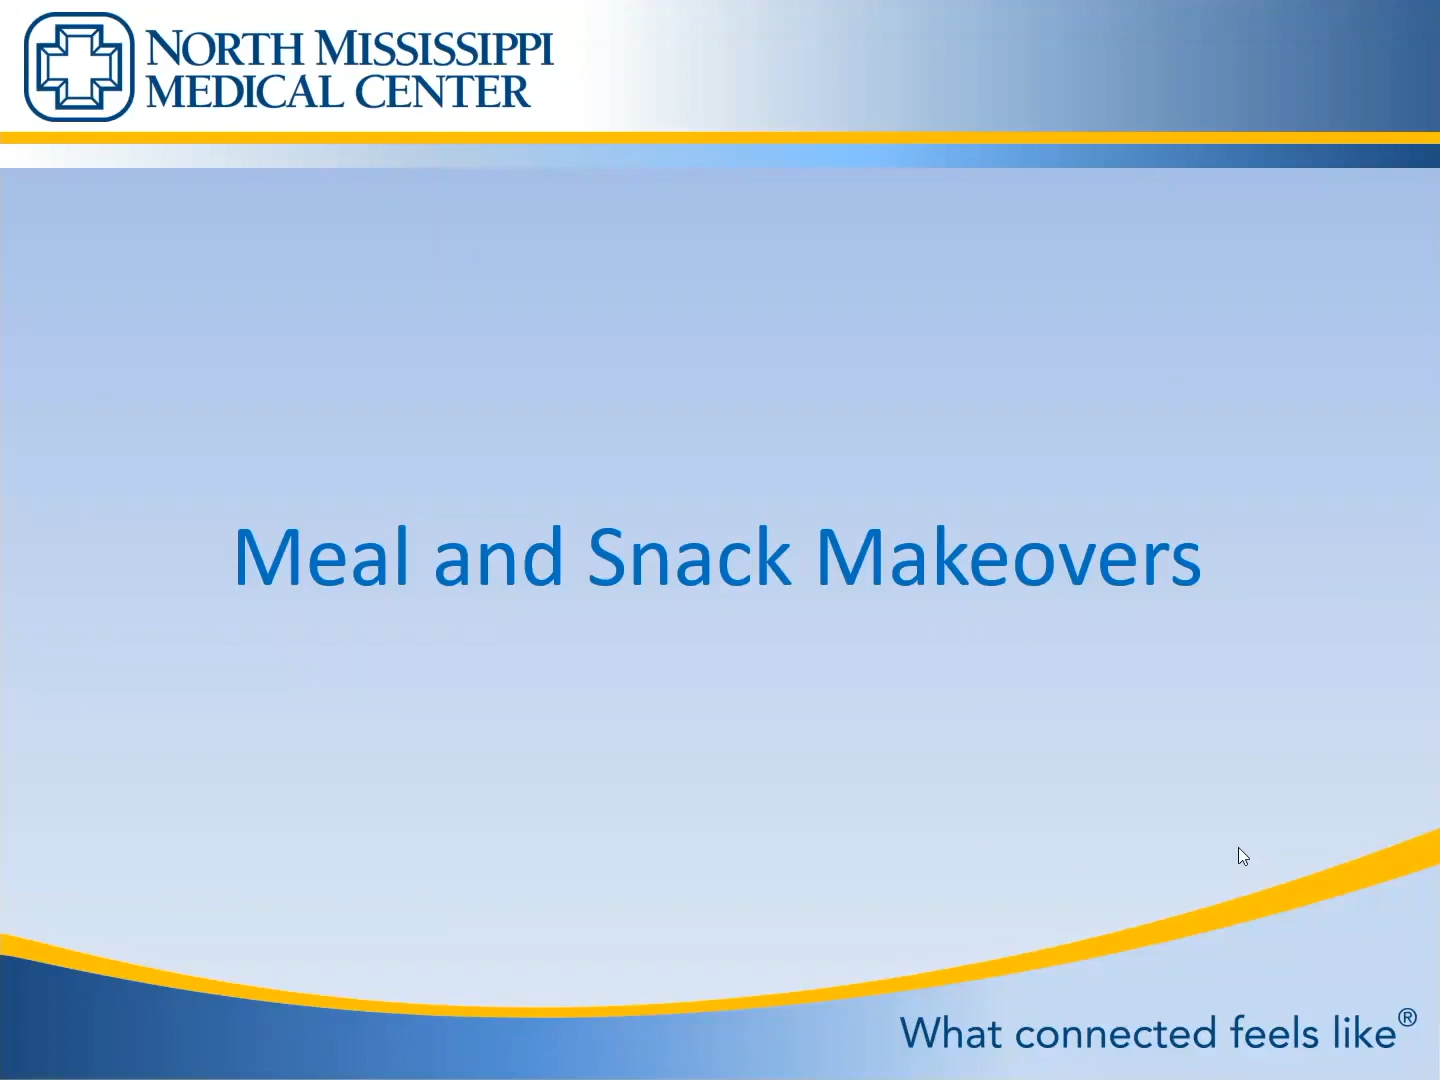 NORTH MISSISSIPPI
MEDICAL CENTER
Meal and Snack Makeovers
What connected feels like®